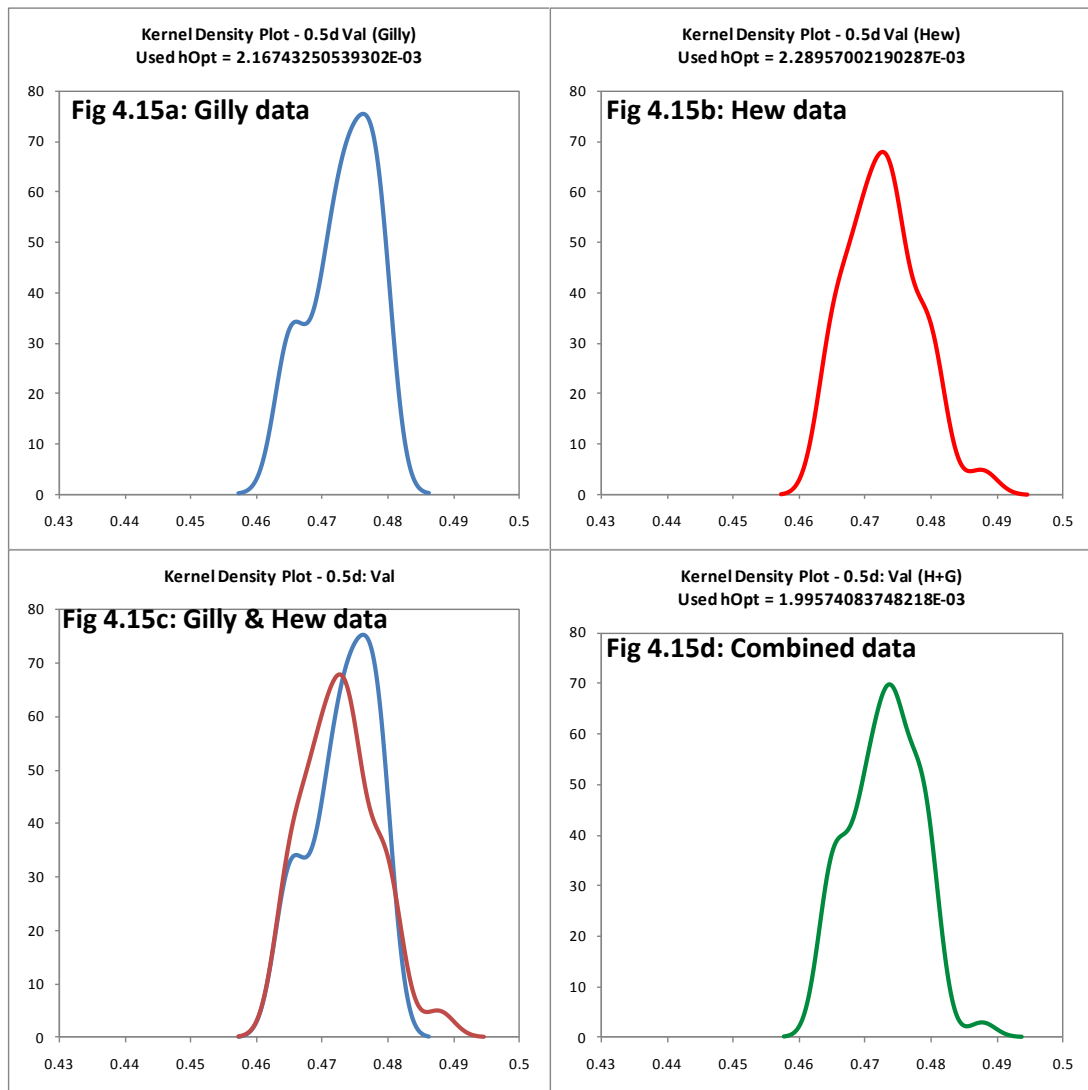 Kernel Density Plot - 0.5d Val (Gilly)
Used hOpt = 2.16743250539302E-03
Fig 4.15a: Gilly data
80
70
60
50
40
30
20
10
0
0.43 0.44 0.45 0.46 0.47 0.48 0.49 0.5
Kernel Density Plot - 0.5d Val (Hew)
Used hOpt = 2.28957002190287E-03
Fig 4.15b: Hew data
80
70
60
50
40
30
20
10
0
0.43 0.44 0.45 0.46 0.47 0.48 0.49 0.5
Kernel Density Plot - 0.5d: Val
Fig 4.15c: Gilly & Hew data
80
70
60
50
40
30
20
10
0
0.43 0.44 0.45 0.46 0.47 0.48 0.49 0.5
Kernel Density Plot - 0.5d: Val (H+G)
Used hOpt = 1.99574083748218E-03
Fig 4.15d: Combined data
80
70
60
50
40
30
20
10
0
0.43 0.44 0.45 0.46 0.47 0.48 0.49 0.5